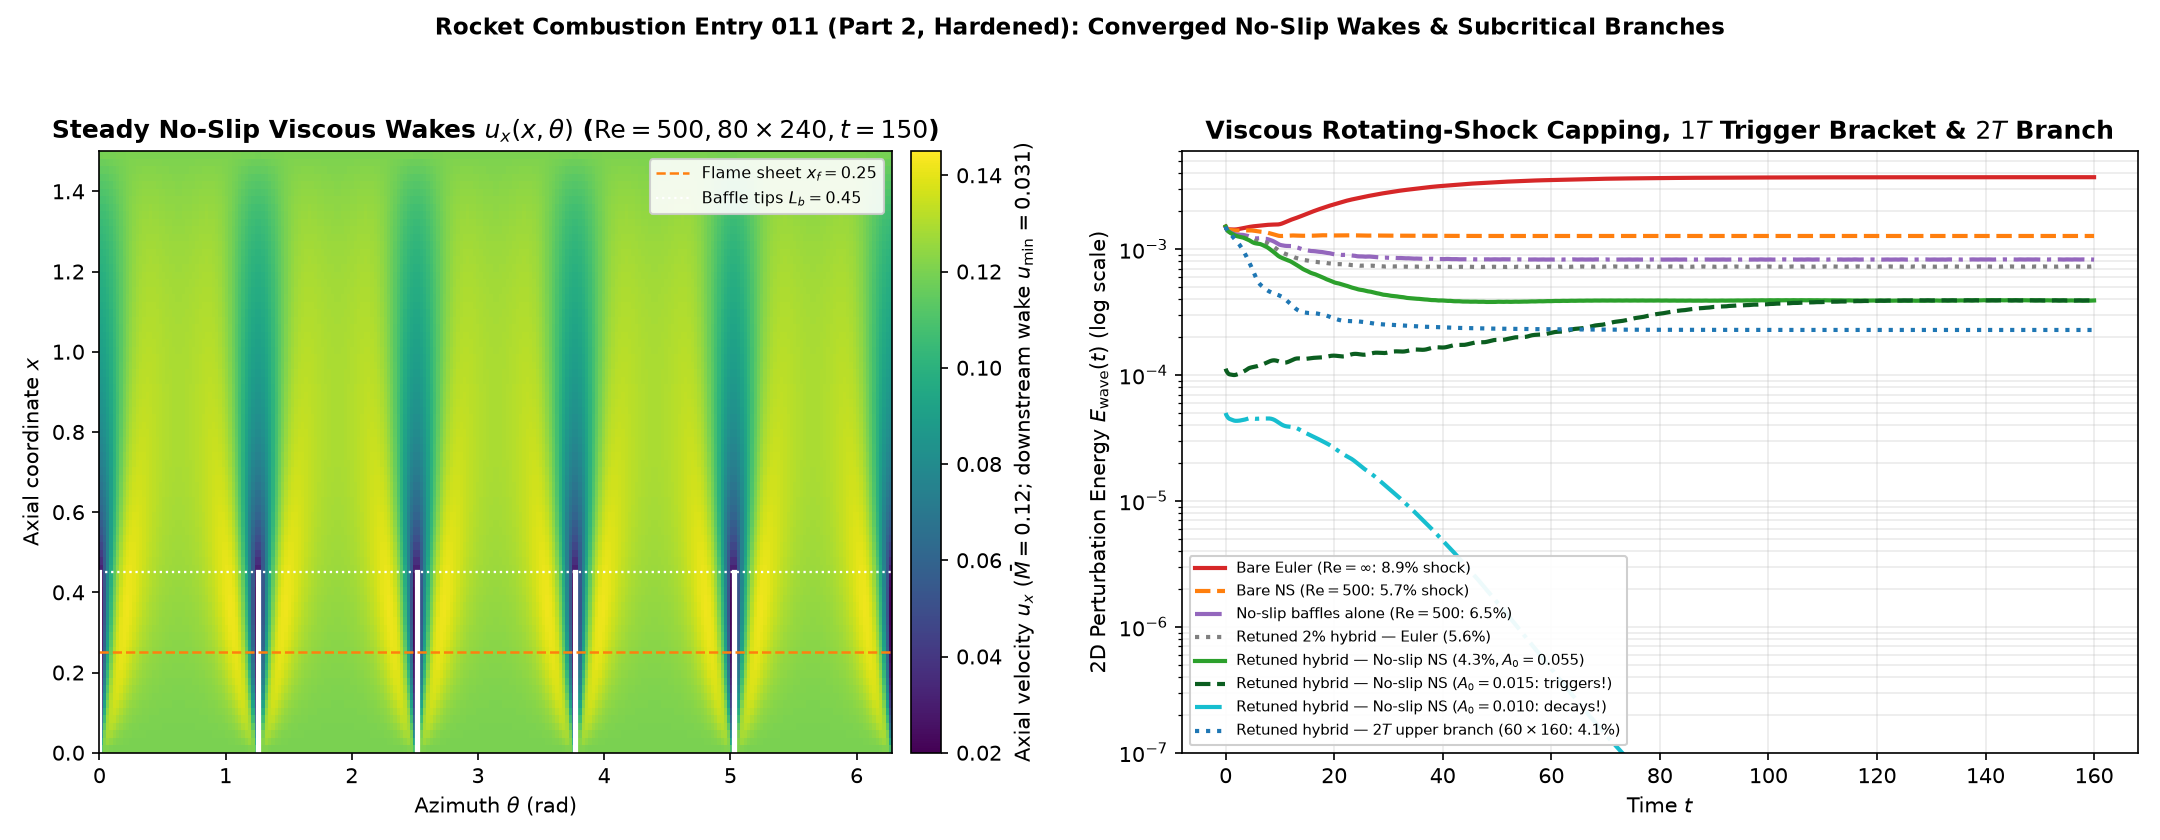 Rocket Combustion Entry 011 (Part 2, Hardened): Converged No-Slip Wakes & Subcritical Branches
Steady No-Slip Viscous Wakes u_x(x, θ) (Re = 500, 80 × 240, t = 150)
Flame sheet x_f = 0.25
Baffle tips L_b = 0.45
Axial coordinate x
1.4
1.2
1.0
0.8
0.6
0.4
0.2
0.0
0 1 2 3 4 5 6
Azimuth θ (rad)
0.14
0.12
0.10
0.08
0.06
0.04
0.02
Axial velocity u_x (M̄ = 0.12; downstream wake u_min = 0.031)
Viscous Rotating-Shock Capping, 1T Trigger Bracket & 2T Branch
2D Perturbation Energy E_wave(t) (log scale)
10⁻³
10⁻⁴
10⁻⁵
10⁻⁶
10⁻⁷
Bare Euler (Re = ∞: 8.9% shock)
Bare NS (Re = 500: 5.7% shock)
No-slip baffles alone (Re = 500: 6.5%)
Retuned 2% hybrid — Euler (5.6%)
Retuned hybrid — No-slip NS (4.3%, A₀ = 0.055)
Retuned hybrid — No-slip NS (A₀ = 0.015: triggers!)
Retuned hybrid — No-slip NS (A₀ = 0.010: decays!)
Retuned hybrid — 2T upper branch (60 × 160: 4.1%)
0 20 40 60 80 100 120 140 160
Time t